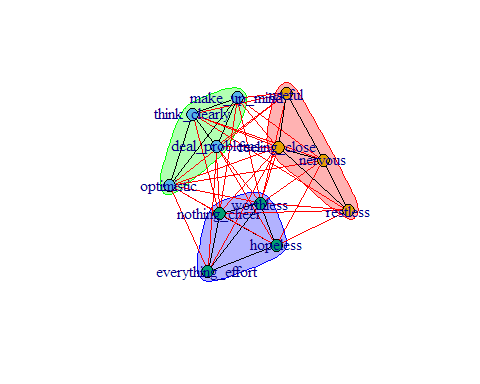 make_up_mind
useful
think_clearly
deal_problems
feeling_close
nervous
optimistic
worthless
nothing_cheer
restless
hopeless
everything_effort